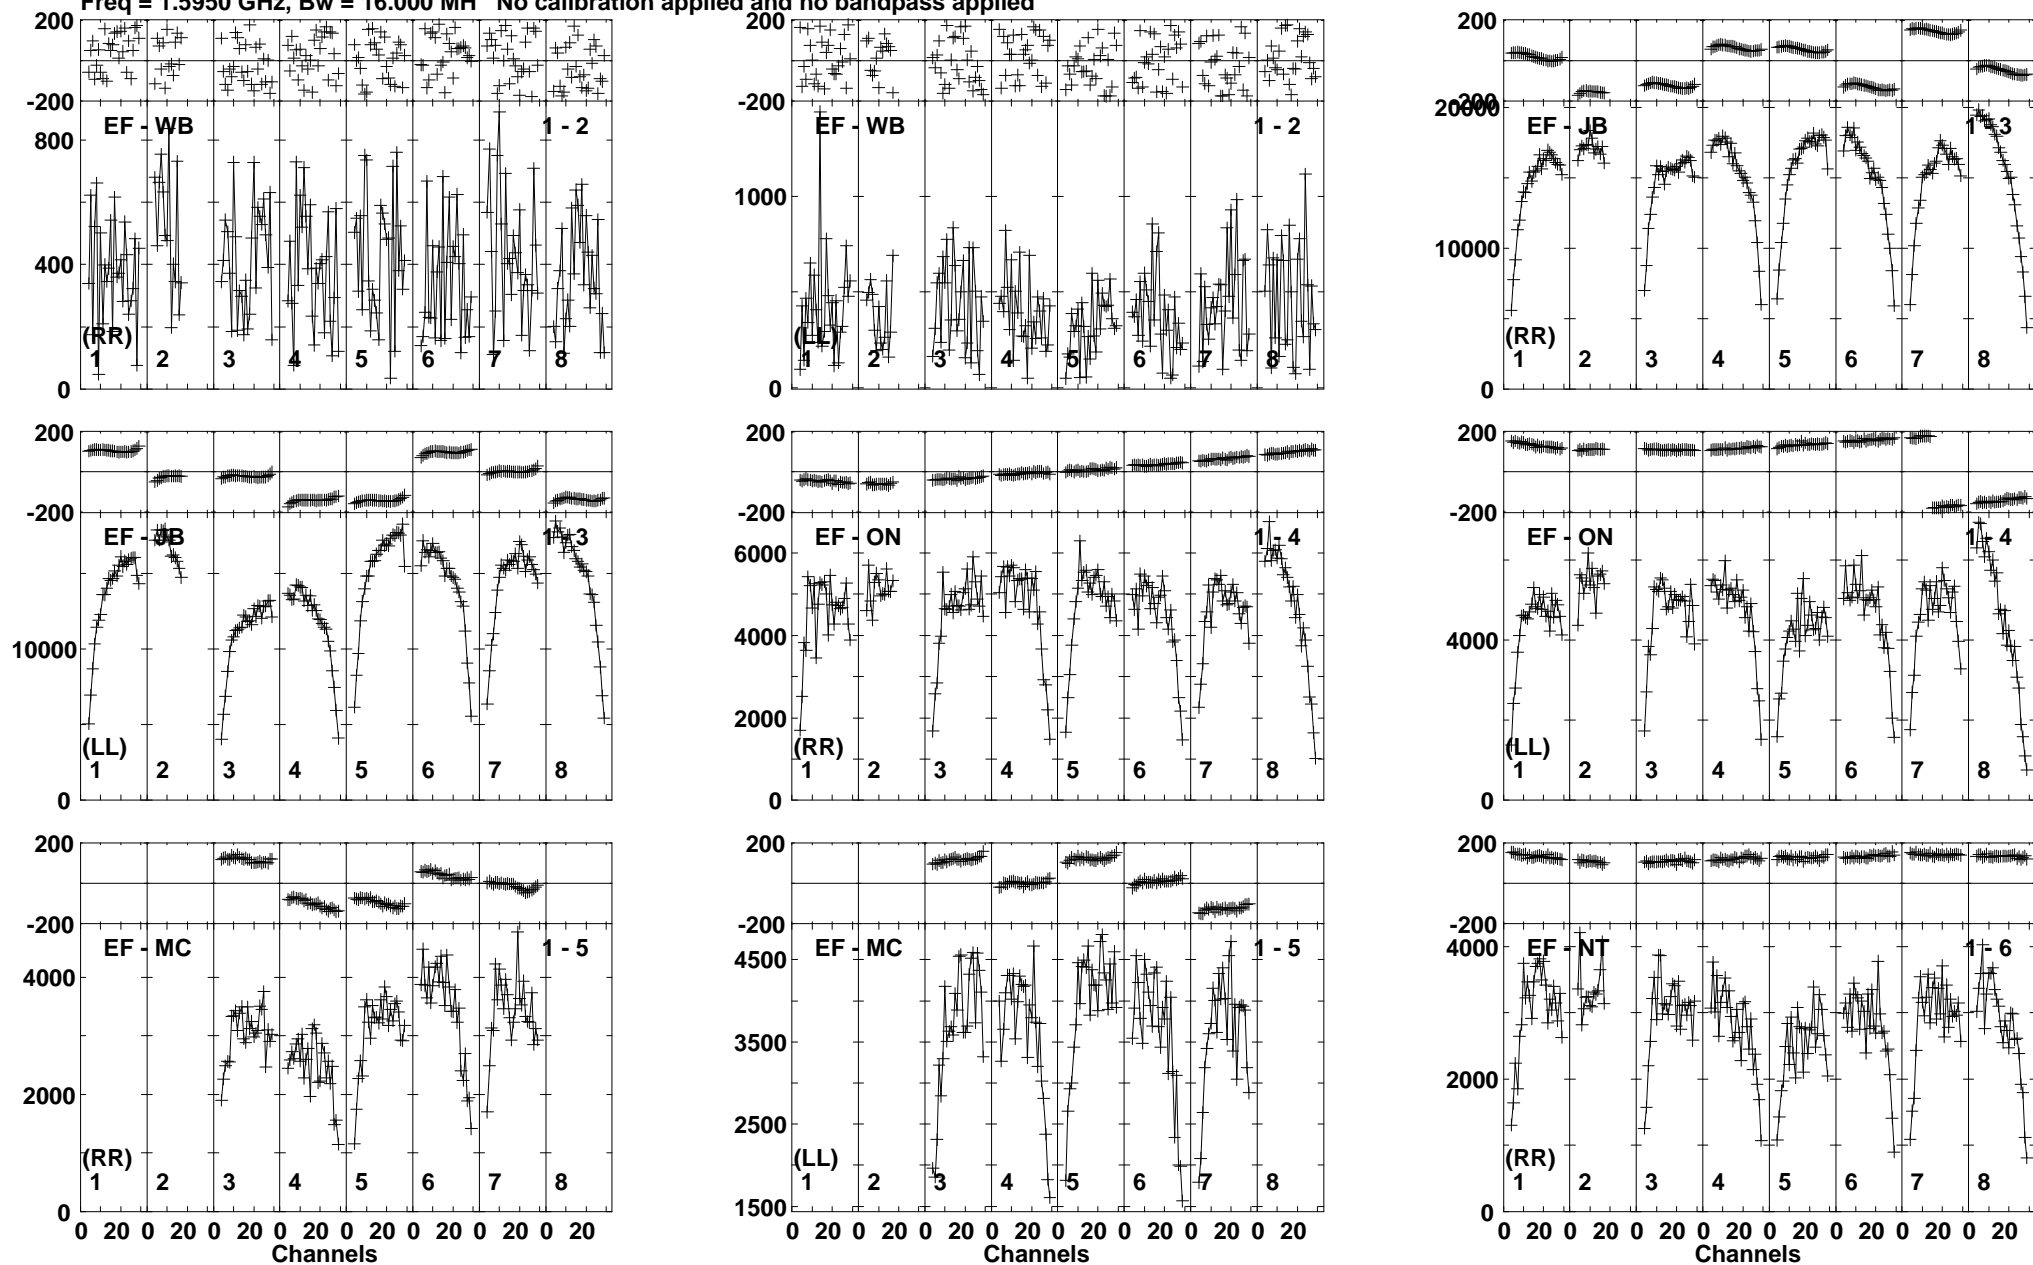 Freq = 1.5950 GHz, Bw = 16.000 MH   No calibration applied and no bandpass applied
200
-200
EF - WB 1 - 2
800
400
0
(RR)
1 2 3 4 5 6 7 8
EF - WB 1 - 2
200
-200
1000
0
(LL)
1 2 3 4 5 6 7 8
200
-200
20000
EF - JB 1 - 3
10000
0
(RR)
1 2 3 4 5 6 7 8
200
-200
EF - JB 1 - 3
10000
0
(LL)
1 2 3 4 5 6 7 8
200
-200
EF - ON 1 - 4
6000
4000
2000
0
(RR)
1 2 3 4 5 6 7 8
200
-200
EF - ON 1 - 4
4000
0
(LL)
1 2 3 4 5 6 7 8
200
-200
EF - MC 1 - 5
4000
2000
0
(RR)
1 2 3 4 5 6 7 8
0 20 0 20 0 20 0 20 0 20 0 20 0 20 0 20
Channels
200
-200
EF - MC 1 - 5
4500
3500
2500
1500
(LL)
1 2 3 4 5 6 7 8
0 20 0 20 0 20 0 20 0 20 0 20 0 20 0 20
Channels
200
-200
EF - NT 1 - 6
4000
2000
0
(RR)
1 2 3 4 5 6 7 8
0 20 0 20 0 20 0 20 0 20 0 20 0 20 0 20
Channels